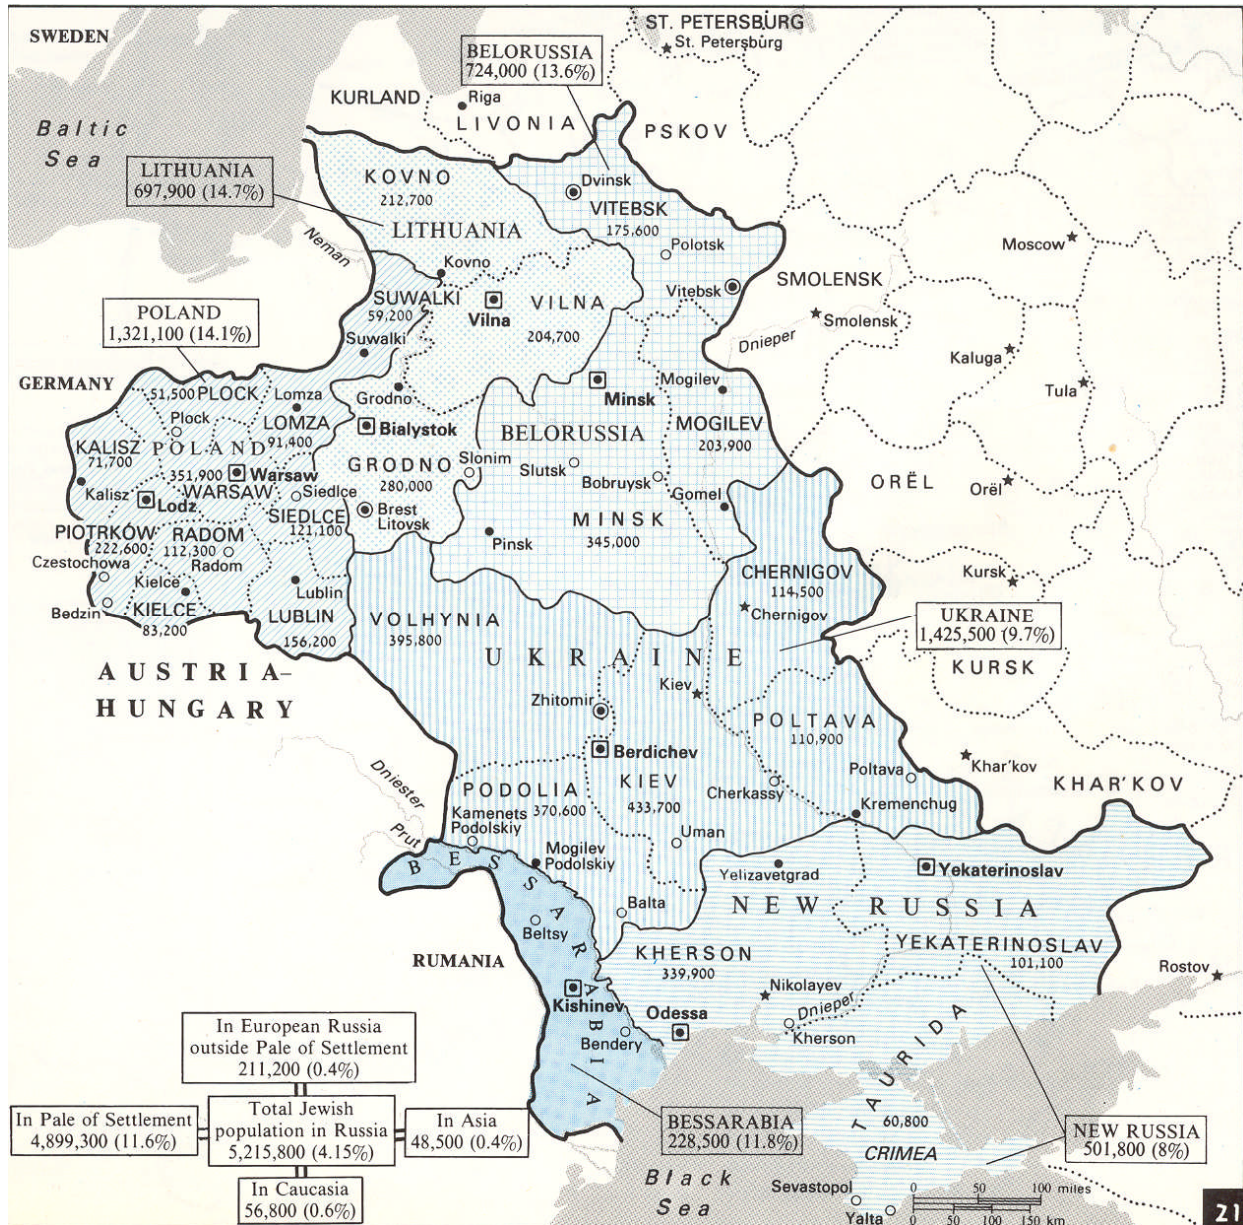 SWEDEN
ST. PETERSBURG
St. Petersburg
BELORUSSIA
724,000 (13.6%)
KURLAND
Riga
LIVONIA
PSKOV
Baltic
Sea
LITHUANIA
697,900 (14.7%)
KOVNO
212,700
Dvinsk
VITEBSK
175,600
LITHUANIA
Polotsk
Moscow
Neman
Kovno
SMOLENSK
Vitebsk
SUWALKI
59,200
VILNA
Vilna
204,700
Smolensk
POLAND
1,321,100 (14.1%)
Suwalki
Dnieper
Kaluga
GERMANY
51,500 PLOCK
Lomza
Grodno
Minsk
Mogilev
Tula
Plock
LOMZA
91,400
Bialystok
BELORUSSIA
MOGILEV
203,900
KALISZ
71,700
POLAND
351,900
Warsaw
WARSAW
GRODNO
280,000
Slonim
Slutsk
Bobruysk
ORËL
Orël
Kalisz
Lodz
Siedlce
SIEDLCE
121,100
Brest
Litovsk
Gomel
MINSK
345,000
PIOTRKÓW
222,600
RADOM
112,300
Radom
Pinsk
Czestochowa
Kielce
Lublin
CHERNIGOV
114,500
Chernigov
Kursk
Bedzin
KIELCE
83,200
LUBLIN
156,200
VOLHYNIA
395,800
UKRAINE
1,425,500 (9.7%)
UKRAINE
KURSK
AUSTRIA–
HUNGARY
Kiev
Zhitomir
POLTAVA
110,900
Berdichev
Khar'kov
Dniester
PODOLIA
370,600
KIEV
433,700
Cherkassy
Poltava
KHAR'KOV
Kamenets
Podolskiy
Kremenchug
Prut
Uman
Mogilev
Podolskiy
Yelizavetgrad
Yekaterinoslav
BESSARABIA
Balta
NEW RUSSIA
Beltsy
RUMANIA
KHERSON
339,900
YEKATERINOSLAV
101,100
Rostov
Kishinev
Nikolayev
Odessa
Dnieper
Bendery
Kherson
TAURIDA
60,800
In European Russia
outside Pale of Settlement
211,200 (0.4%)
In Pale of Settlement
4,899,300 (11.6%)
Total Jewish
population in Russia
5,215,800 (4.15%)
In Asia
48,500 (0.4%)
In Caucasia
56,800 (0.6%)
BESSARABIA
228,500 (11.8%)
NEW RUSSIA
501,800 (8%)
CRIMEA
Black
Sea
Sevastopol
Yalta
0 50 100 miles
0 50 100 150 km
21